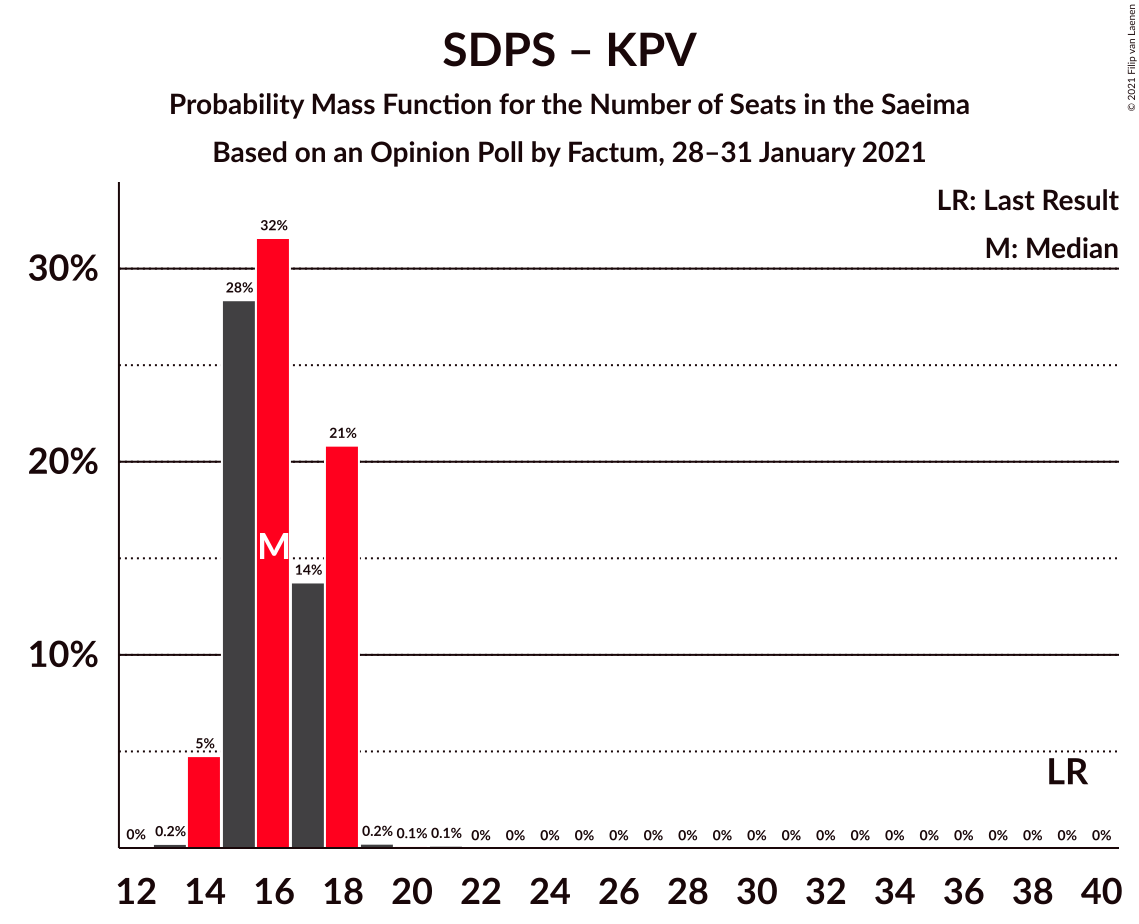 SDPS – KPV
Probability Mass Function for the Number of Seats in the Saeima
Based on an Opinion Poll by Factum, 28–31 January 2021
© 2021 Filip van Laenen
LR: Last Result
M: Median
30%
20%
10%
0% 0.2% 5% 28% 32% 14% 21% 0.2% 0.1% 0.1% 0% 0% 0% 0% 0% 0% 0% 0% 0% 0% 0% 0% 0% 0% 0% 0% 0% 0% 0%
M
LR
12 14 16 18 20 22 24 26 28 30 32 34 36 38 40